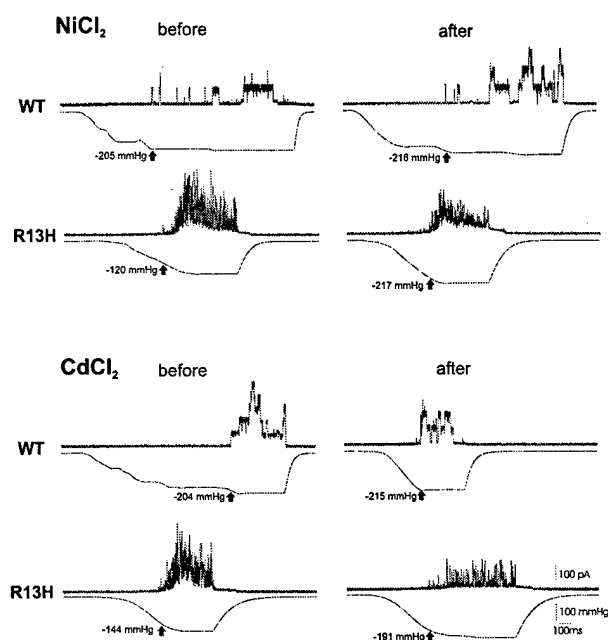 NiCl2
before
after
WT
-205 mmHg
-218 mmHg
R13H
-120 mmHg
-217 mmHg
CdCl2
before
after
WT
-204 mmHg
-215 mmHg
R13H
100 pA
100 mmHg
100ms
-144 mmHg
-191 mmHg